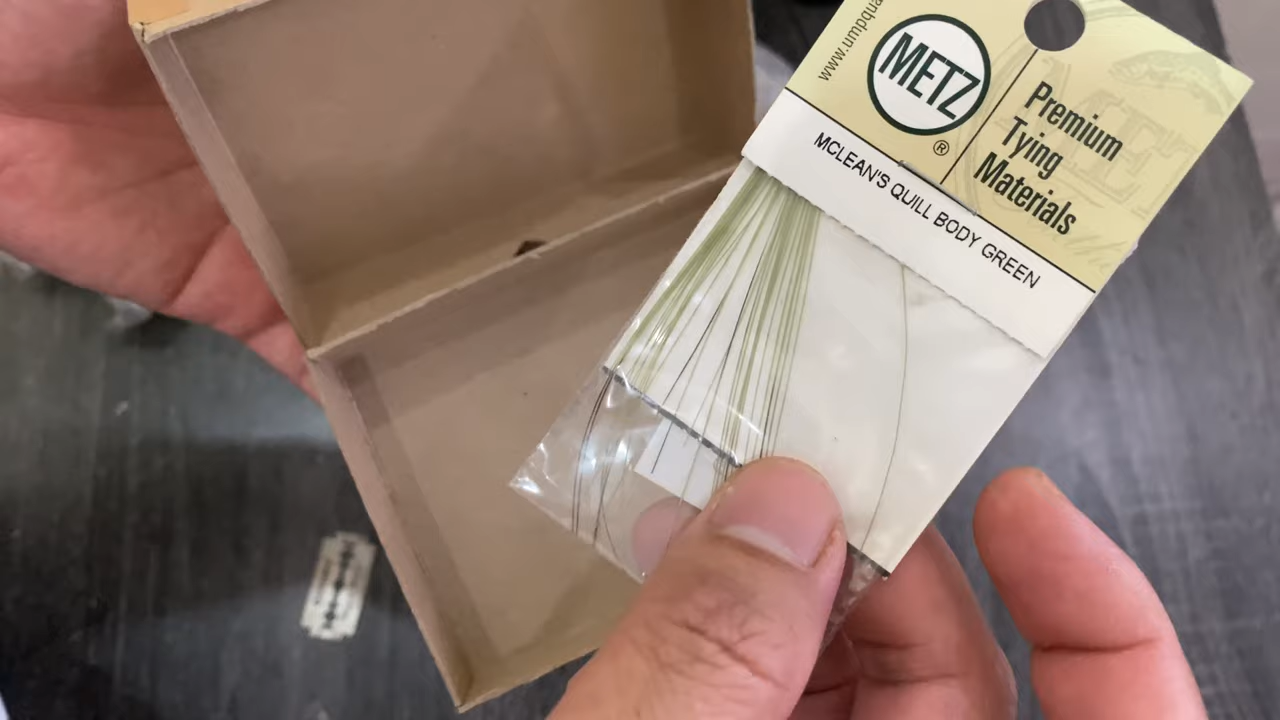 www.umpqua
METZ
®
Premium
Tying
Materials
MCLEAN'S QUILL BODY GREEN